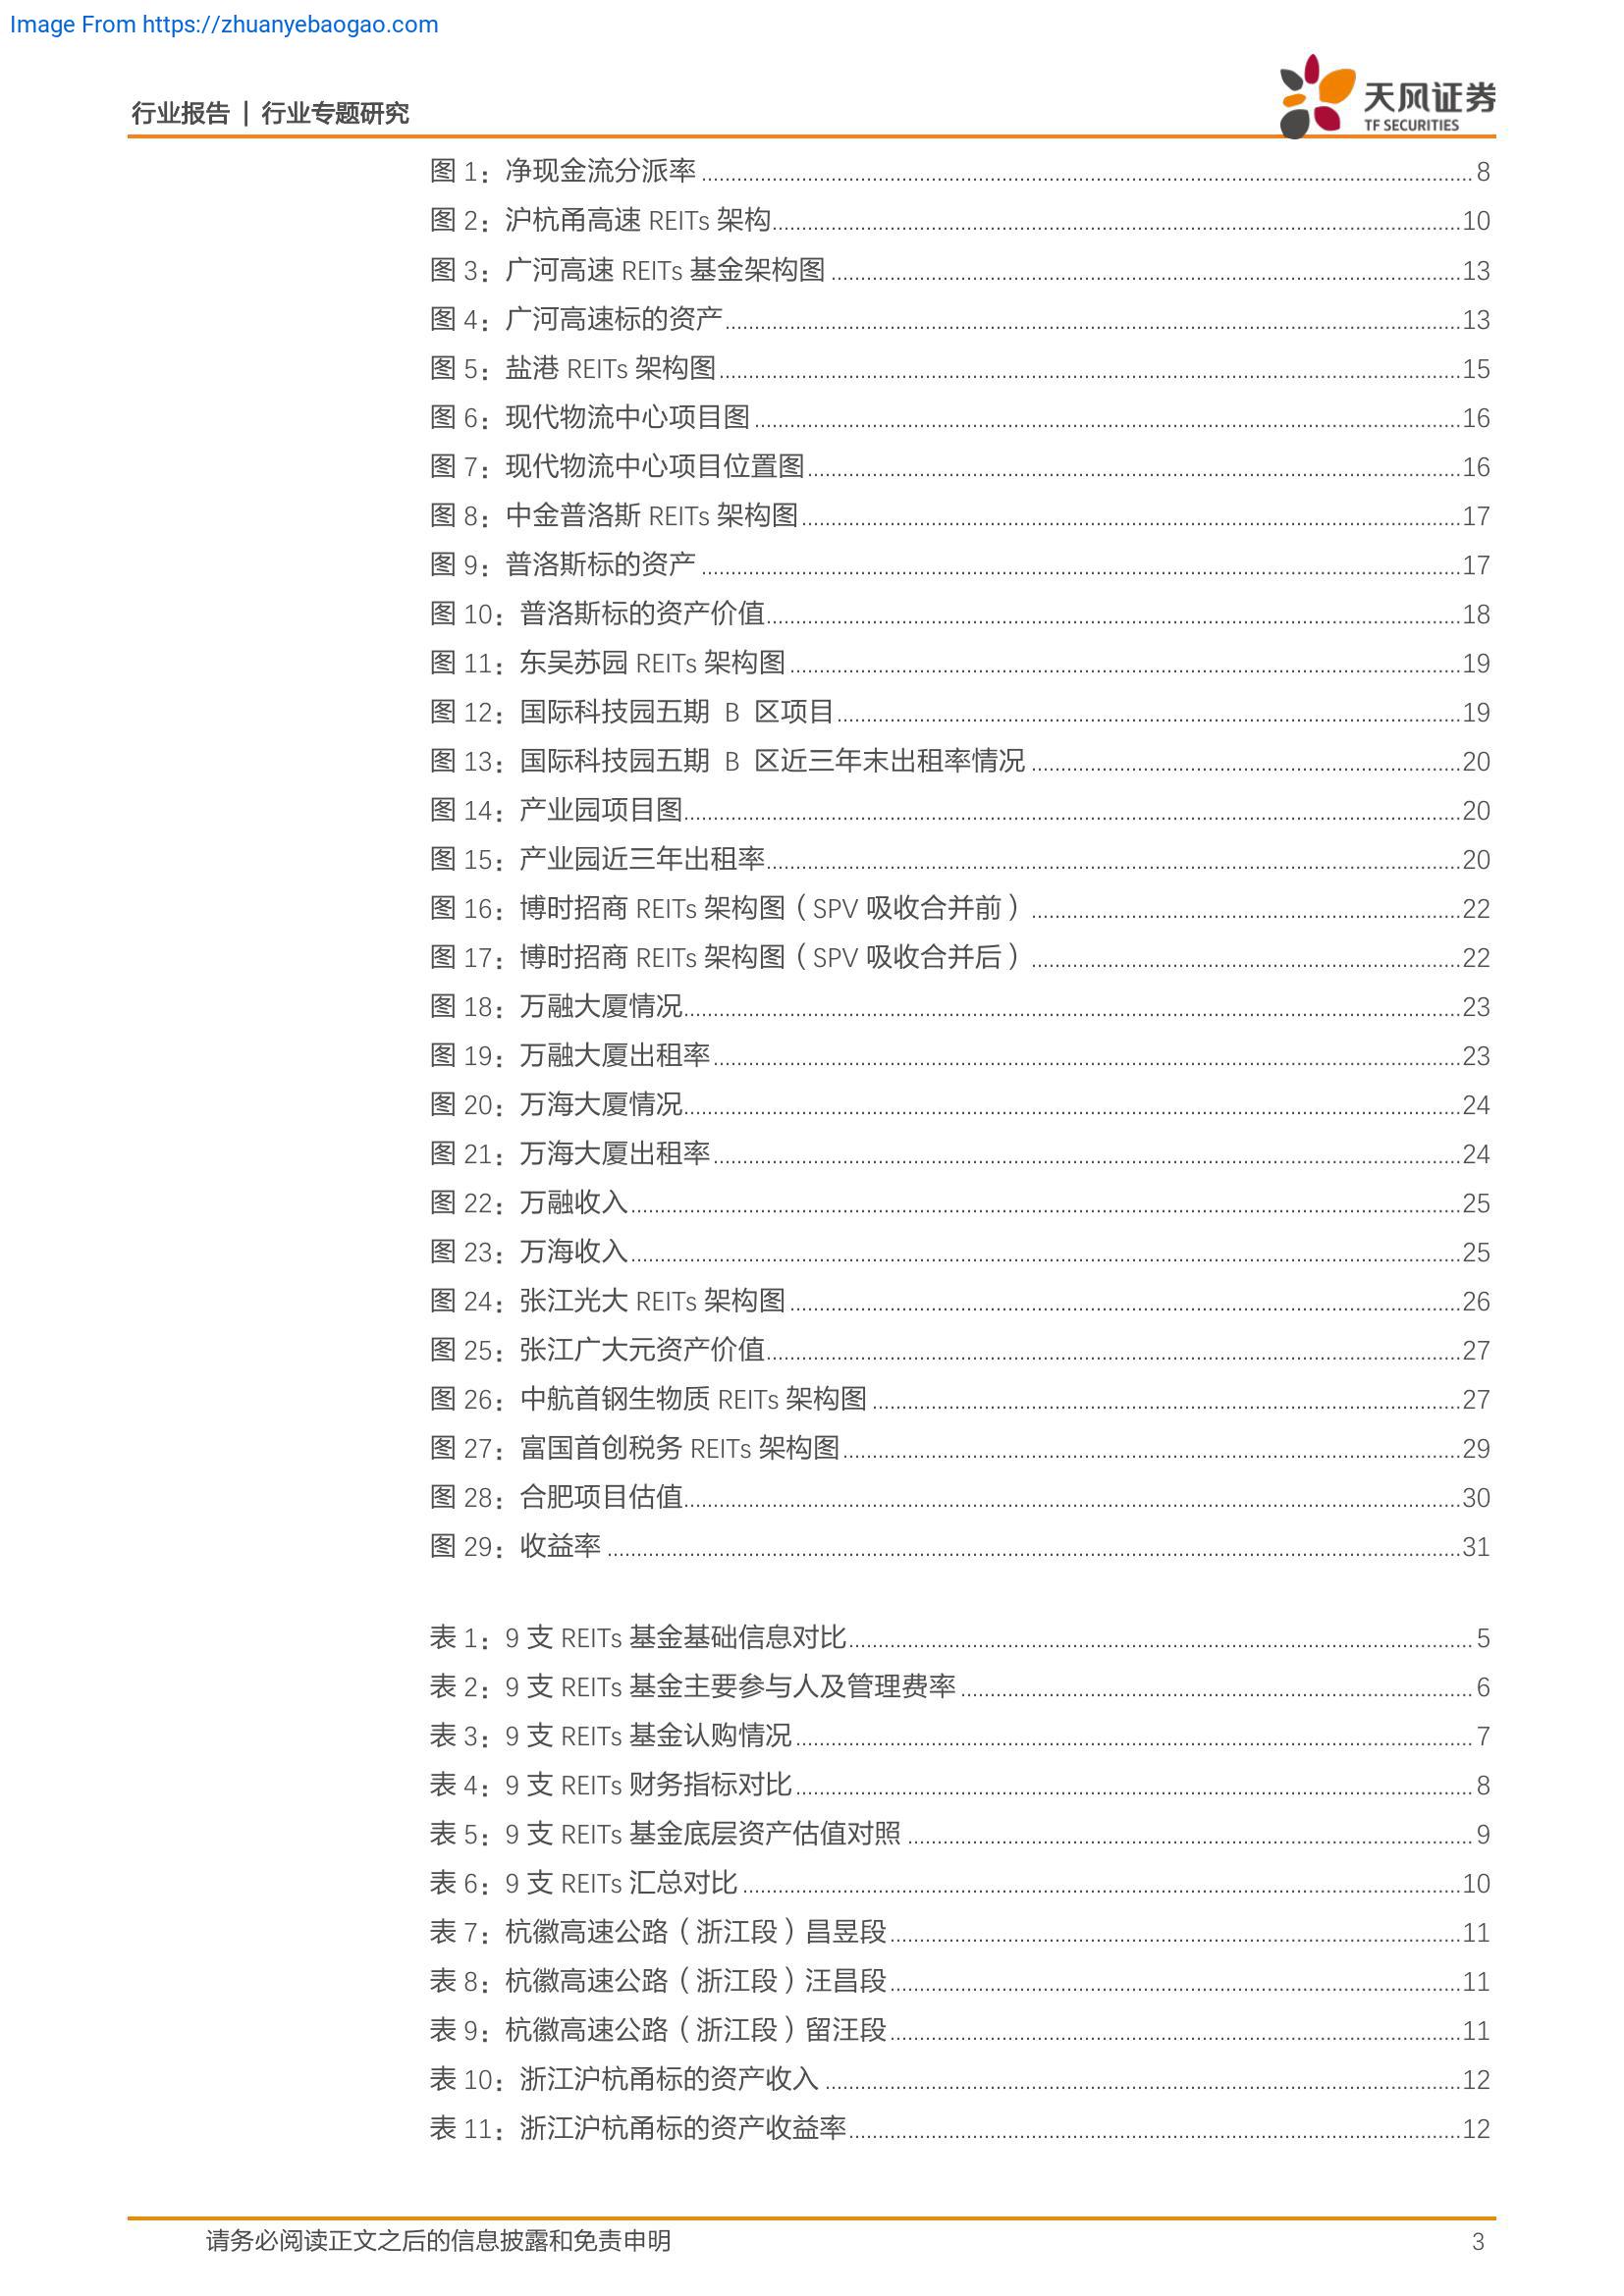 Image From https://zhuanyebaogao.com
行业报告 | 行业专题研究
天风证券
TF SECURITIES
图 1：净现金流分派率 8
图 2：沪杭甬高速 REITs 架构 10
图 3：广河高速 REITs 基金架构图 13
图 4：广河高速标的资产 13
图 5：盐港 REITs 架构图 15
图 6：现代物流中心项目图 16
图 7：现代物流中心项目位置图 16
图 8：中金普洛斯 REITs 架构图 17
图 9：普洛斯标的资产 17
图 10：普洛斯标的资产价值 18
图 11：东吴苏园 REITs 架构图 19
图 12：国际科技园五期 B 区项目 19
图 13：国际科技园五期 B 区近三年末出租率情况 20
图 14：产业园项目图 20
图 15：产业园近三年出租率 20
图 16：博时招商 REITs 架构图（SPV 吸收合并前） 22
图 17：博时招商 REITs 架构图（SPV 吸收合并后） 22
图 18：万融大厦情况 23
图 19：万融大厦出租率 23
图 20：万海大厦情况 24
图 21：万海大厦出租率 24
图 22：万融收入 25
图 23：万海收入 25
图 24：张江光大 REITs 架构图 26
图 25：张江广大元资产价值 27
图 26：中航首钢生物质 REITs 架构图 27
图 27：富国首创税务 REITs 架构图 29
图 28：合肥项目估值 30
图 29：收益率 31
表 1：9 支 REITs 基金基础信息对比 5
表 2：9 支 REITs 基金主要参与人及管理费率 6
表 3：9 支 REITs 基金认购情况 7
表 4：9 支 REITs 财务指标对比 8
表 5：9 支 REITs 基金底层资产估值对照 9
表 6：9 支 REITs 汇总对比 10
表 7：杭徽高速公路（浙江段）昌昱段 11
表 8：杭徽高速公路（浙江段）汪昌段 11
表 9：杭徽高速公路（浙江段）留汪段 11
表 10：浙江沪杭甬标的资产收入 12
表 11：浙江沪杭甬标的资产收益率 12
请务必阅读正文之后的信息披露和免责申明 3